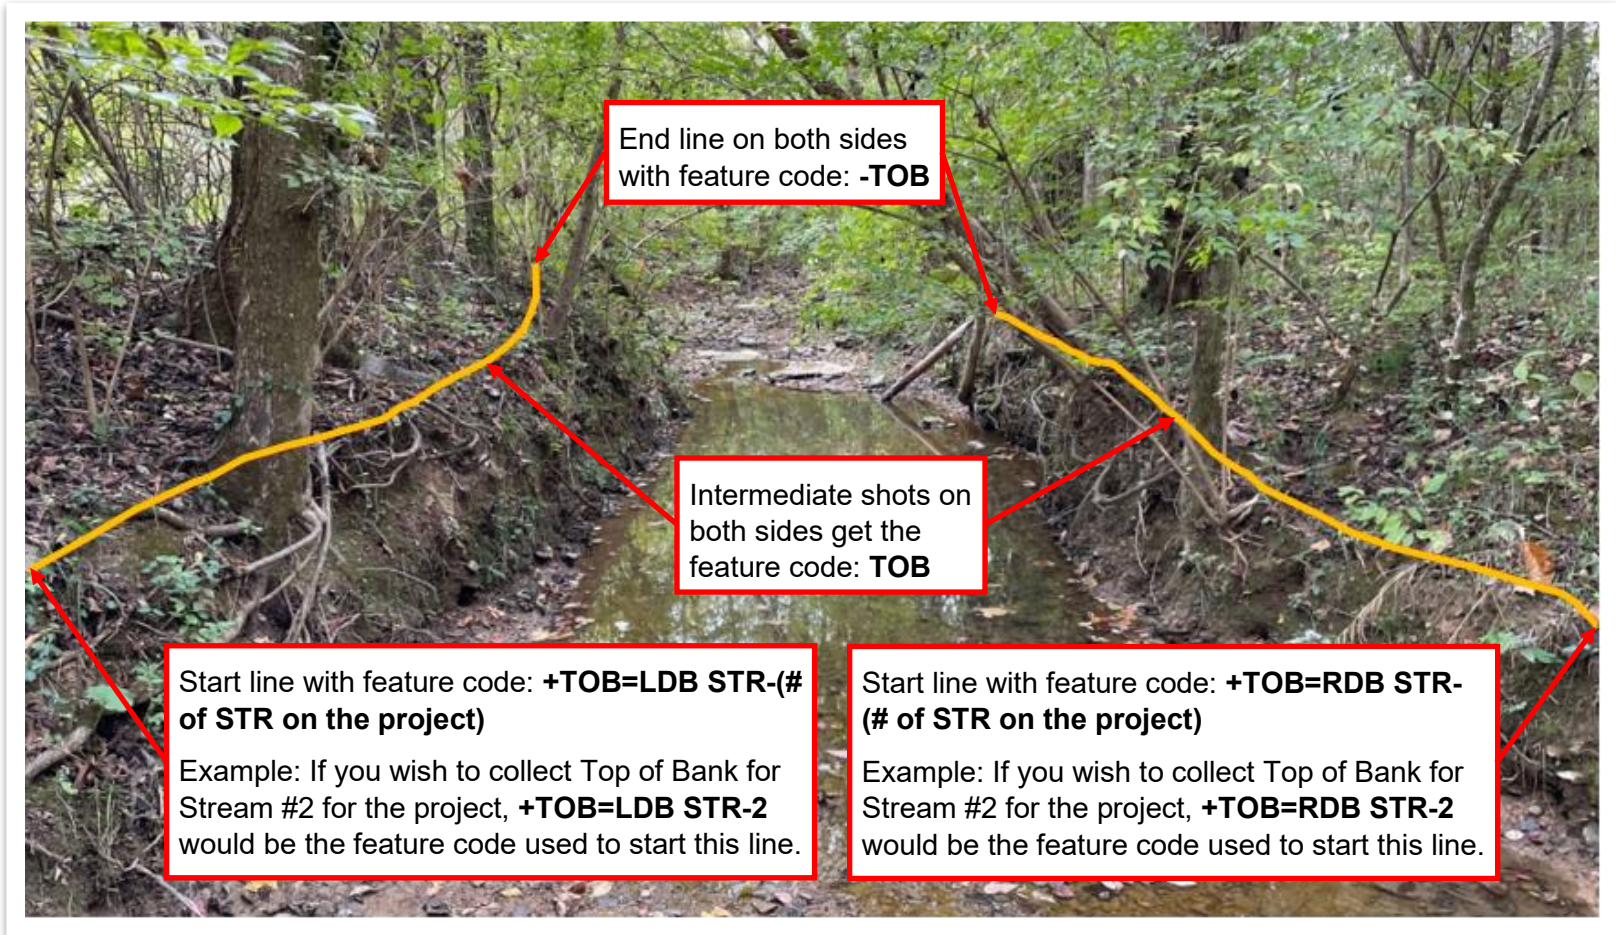 End line on both sides
with feature code: -TOB
Intermediate shots on
both sides get the
feature code: TOB
Start line with feature code: +TOB=LDB STR-(#
of STR on the project)
Example: If you wish to collect Top of Bank for
Stream #2 for the project, +TOB=LDB STR-2
would be the feature code used to start this line.
Start line with feature code: +TOB=RDB STR-
(# of STR on the project)
Example: If you wish to collect Top of Bank for
Stream #2 for the project, +TOB=RDB STR-2
would be the feature code used to start this line.